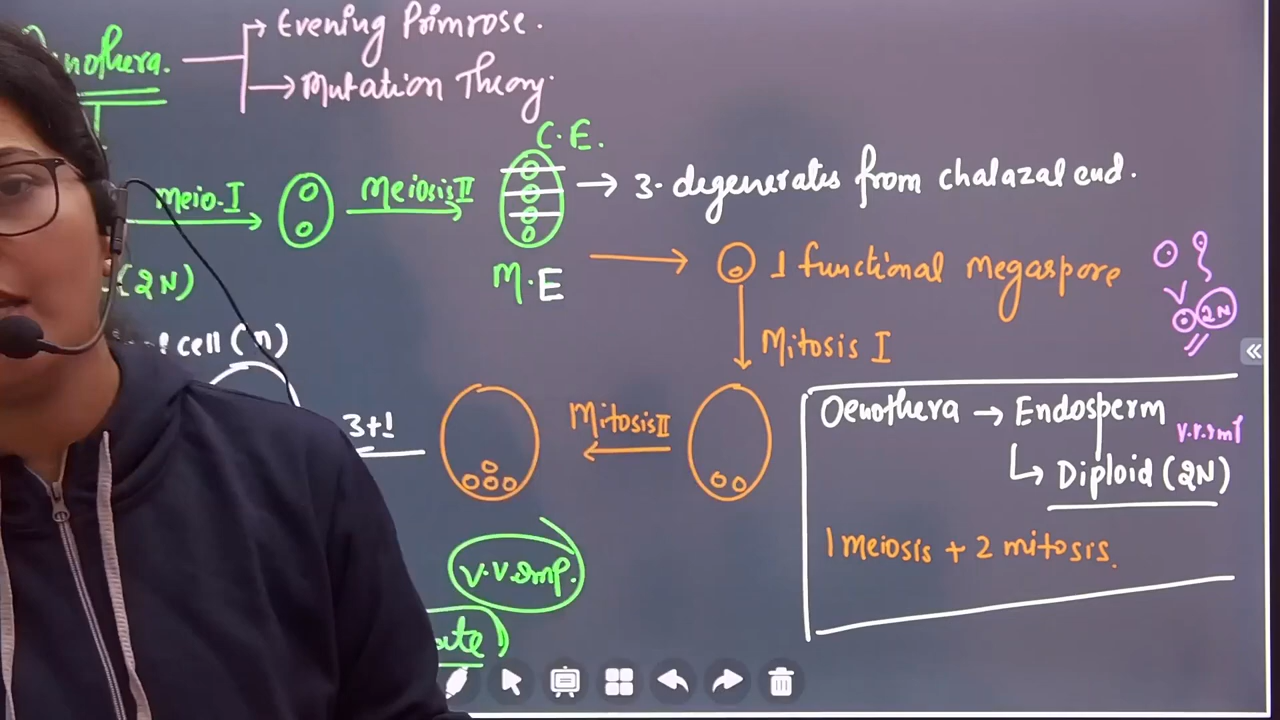 Evening Primrose.
Mutation Theory.
C.E.
Meio-I
Meiosis II
3-degenerates from chalazal end.
M.E
1 functional megaspore
(2N)
cell (n)
2N
Mitosis I
3+1
Mitosis II
Oenothera → Endosperm
v.v.Imt
Diploid (2N)
1 meiosis + 2 mitosis.
v.v.Imp.